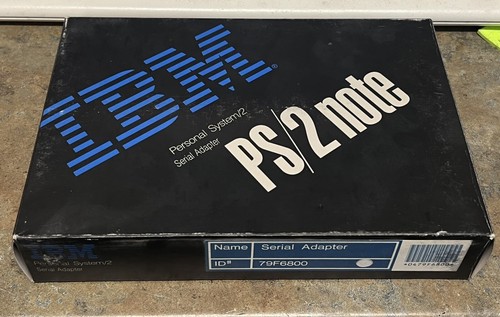 IBM®
Personal System/2
Serial Adapter
PS/2 note
IBM
Personal System/2
Serial Adapter
Name Serial Adapter
ID# 79F6800